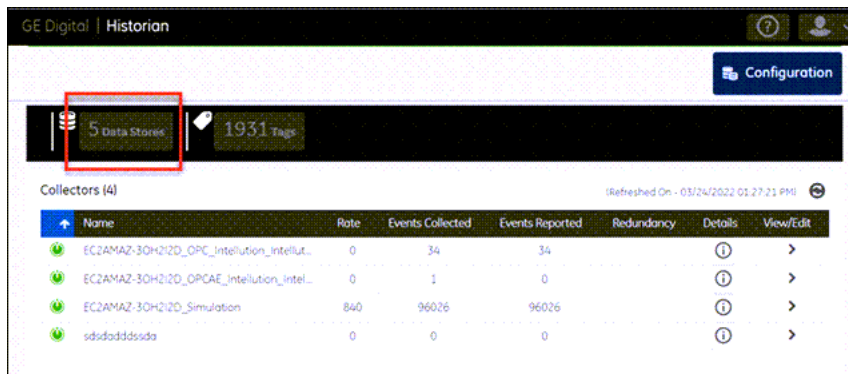 GE Digital | Historian
Configuration
5 Data Stores
1931 Tags
Collectors (4)
(Refreshed On - 03/24/2022 01:27:21 PM)
Name Rate Events Collected Events Reported Redundancy Details View/Edit
EC2AMAZ-3OH2I2D_OPC_Intellution_Intellut... 0 34 34
EC2AMAZ-3OH2I2D_OPCAE_Intellution_Intel... 0 1 0
EC2AMAZ-3OH2I2D_Simulation 840 96026 96026
sdsdadddssda 0 0 0